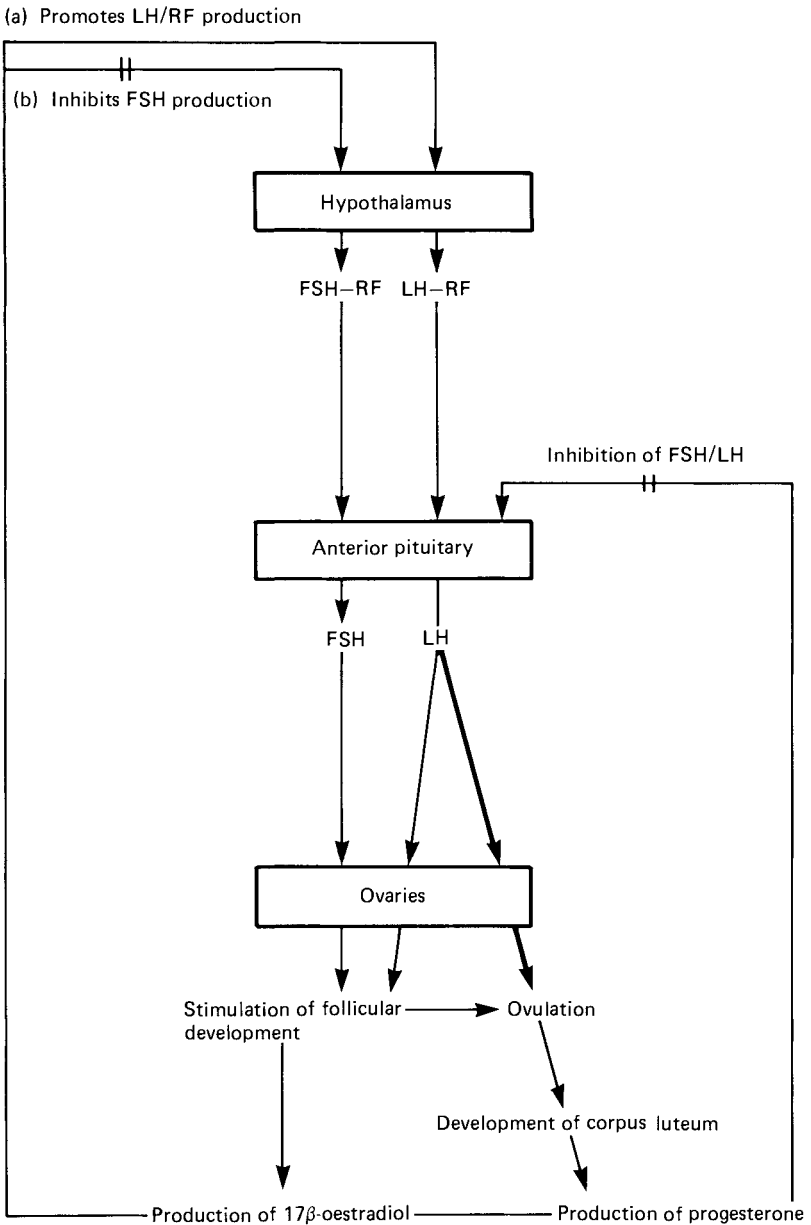 (a) Promotes LH/RF production
(b) Inhibits FSH production
Hypothalamus
FSH–RF LH–RF
Inhibition of FSH/LH
Anterior pituitary
FSH LH
Ovaries
Stimulation of follicular Ovulation
development
Development of corpus luteum
Production of 17β-oestradiol Production of progesterone